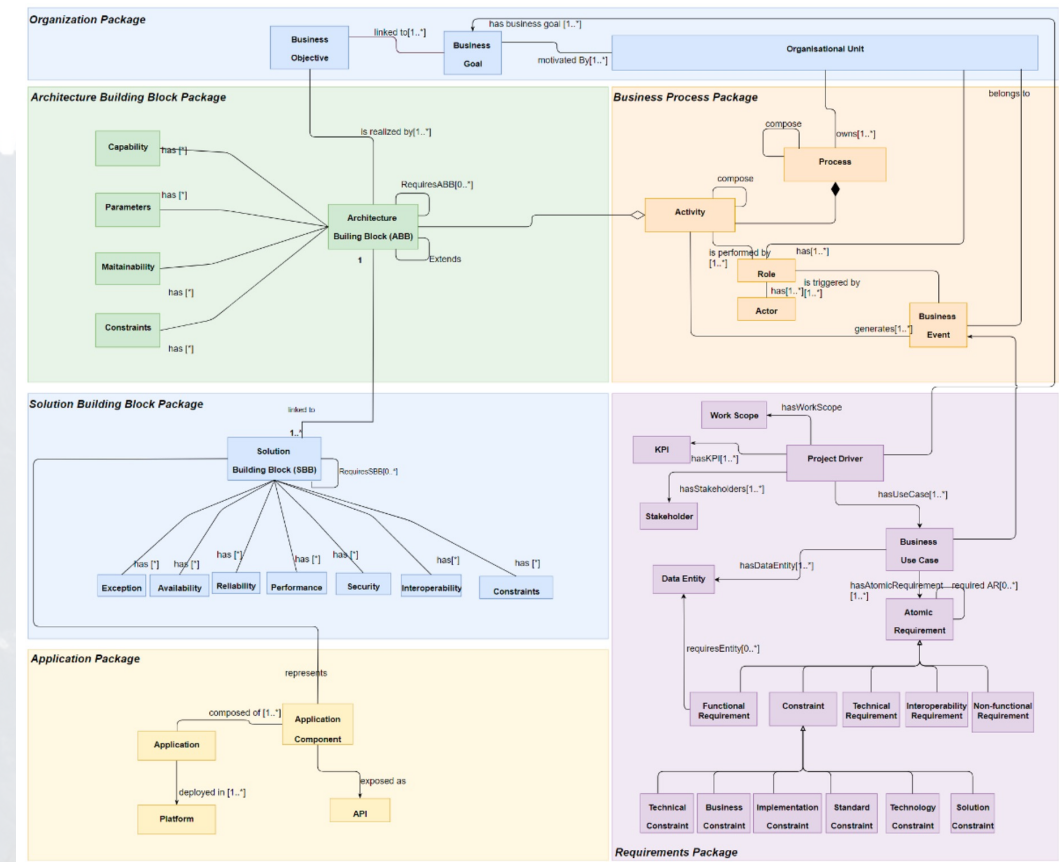 Organization Package
has business goal [1..*]
Business
Objective
linked to[1..*]
Business
Goal
motivated By[1..*]
Organisational Unit
belongs to
Architecture Building Block Package
is realized by[1..*]
Capability
has [*]
Parameters
has [*]
Maitainability
has [*]
Constraints
has [*]
RequiresABB[0..*]
Architecture
Builing Block (ABB)
1
Extends
Business Process Package
compose
owns[1..*]
Process
compose
Activity
is performed by
[1..*]
has[1..*]
Role
has[1..*]
is triggered by
[1..*]
Actor
Business
Event
generates[1..*]
Solution Building Block Package
linked to
1..*
Solution
Building Block (SBB)
RequiresSBB[0..*]
has [*]
has [*]
has [*]
has [*]
has [*]
has[*]
has [*]
Exception
Availability
Reliability
Performance
Security
Interoperability
Constraints
Work Scope
hasWorkScope
KPI
hasKPI[1..*]
Project Driver
hasStakeholders[1..*]
Stakeholder
hasUseCase[1..*]
Business
Use Case
hasDataEntity[1..*]
Data Entity
hasAtomicRequirement
[1..*]
required AR[0..*]
Atomic
Requirement
requiresEntity[0..*]
Functional
Requirement
Constraint
Technical
Requirement
Interoperability
Requirement
Non-functional
Requirement
Technical
Constraint
Business
Constraint
Implementation
Constraint
Standard
Constraint
Technology
Constraint
Solution
Constraint
Requirements Package
Application Package
represents
composed of [1..*]
Application
Component
Application
deployed in [1..*]
exposed as
Platform
API